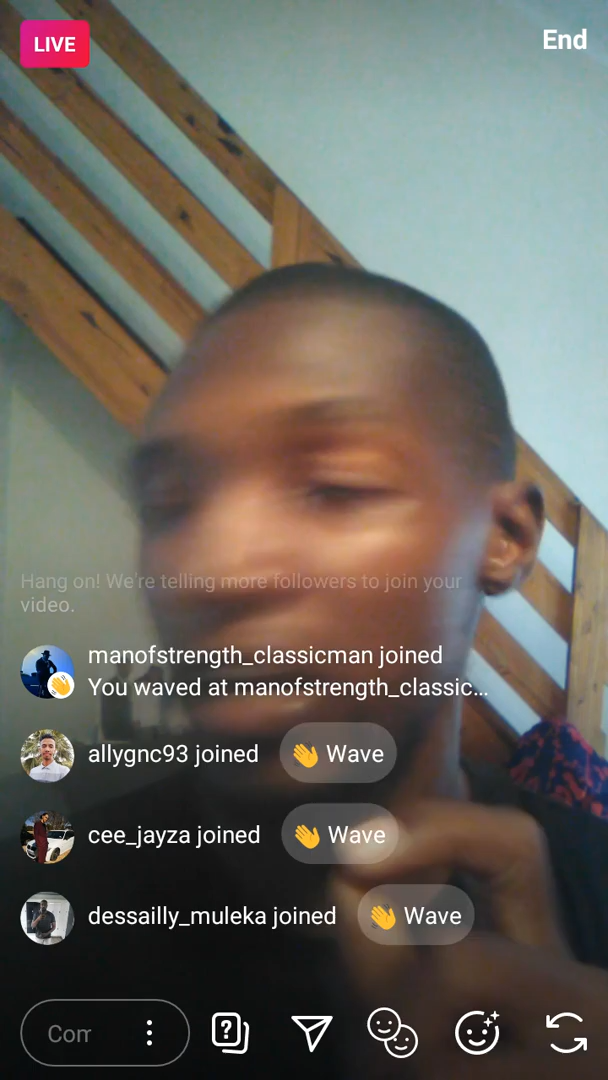 LIVE
End
Hang on! We're telling more followers to join your
video.
manofstrength_classicman joined
You waved at manofstrength_classic...
allygnc93 joined
Wave
cee_jayza joined
Wave
dessailly_muleka joined
Wave
Com